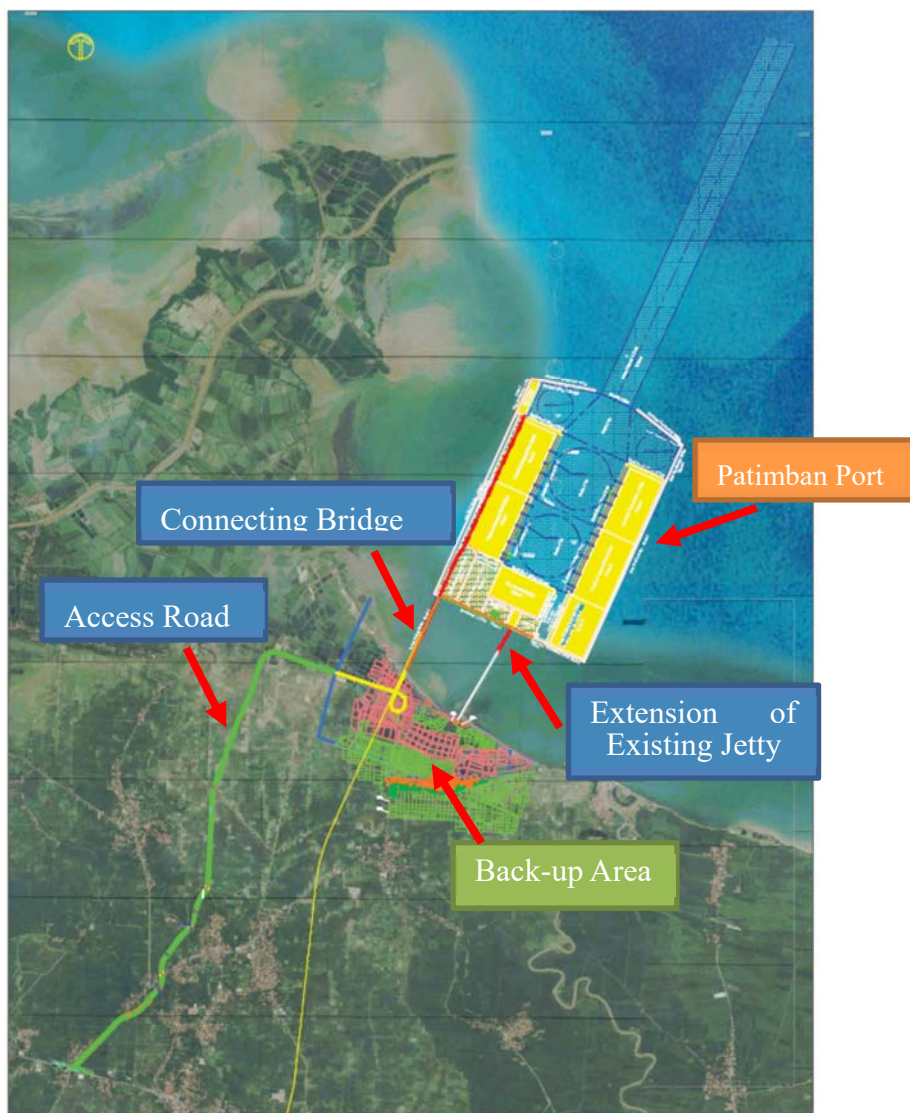 Patimban Port
Connecting Bridge
Access Road
Extension of
Existing Jetty
Back-up Area